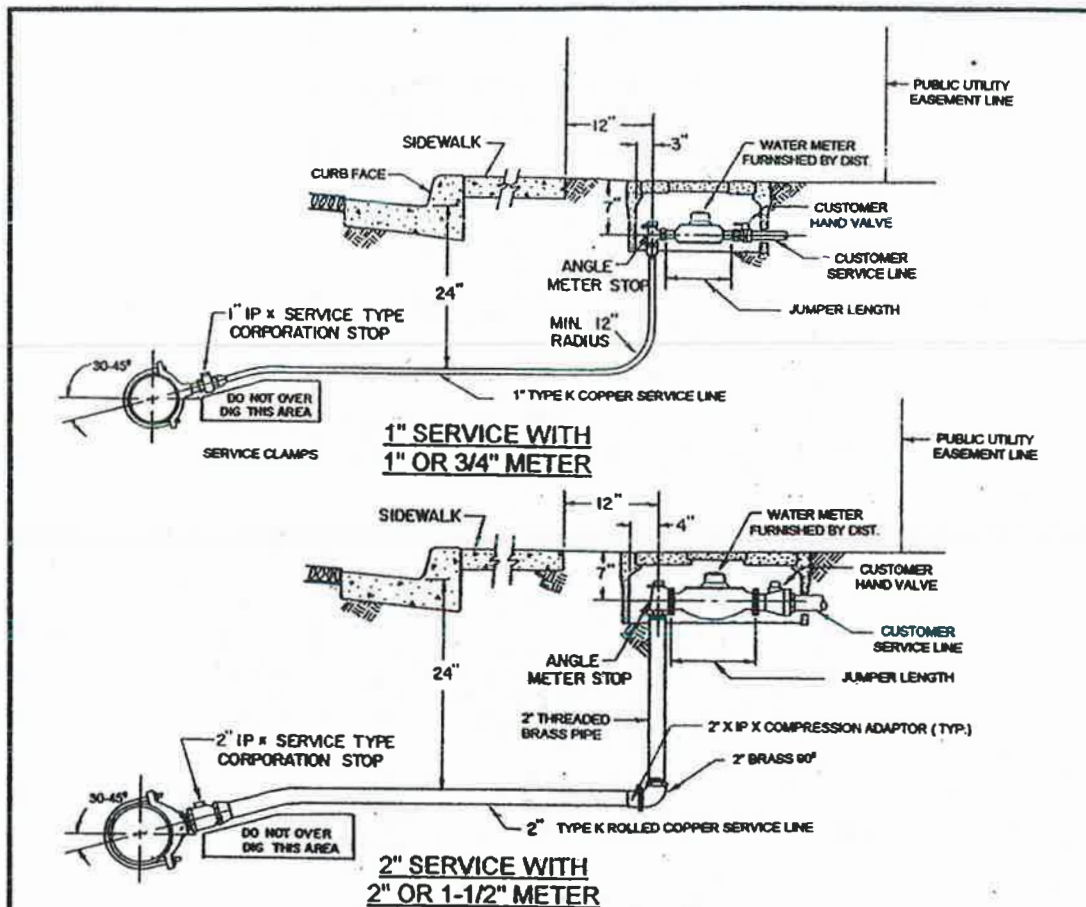 PUBLIC UTILITY
EASEMENT LINE
12"
3"
SIDEWALK
WATER METER
FURNISHED BY DIST.
CURB FACE
7"
CUSTOMER
HAND VALVE
CUSTOMER
SERVICE LINE
ANGLE
METER STOP
24"
JUMPER LENGTH
1" IP x SERVICE TYPE
CORPORATION STOP
MIN. 12"
RADIUS
30-45°
1" TYPE K COPPER SERVICE LINE
DO NOT OVER
DIG THIS AREA
SERVICE CLAMPS
1" SERVICE WITH
1" OR 3/4" METER
PUBLIC UTILITY
EASEMENT LINE
12"
4"
SIDEWALK
WATER METER
FURNISHED BY DIST.
7"
CUSTOMER
HAND VALVE
CUSTOMER
SERVICE LINE
ANGLE
METER STOP
24"
JUMPER LENGTH
2" THREADED
BRASS PIPE
2" X IP X COMPRESSION ADAPTOR (TYP.)
2" IP x SERVICE TYPE
CORPORATION STOP
2" BRASS 90°
30-45°
2" TYPE K ROLLED COPPER SERVICE LINE
DO NOT OVER
DIG THIS AREA
2" SERVICE WITH
2" OR 1-1/2" METER